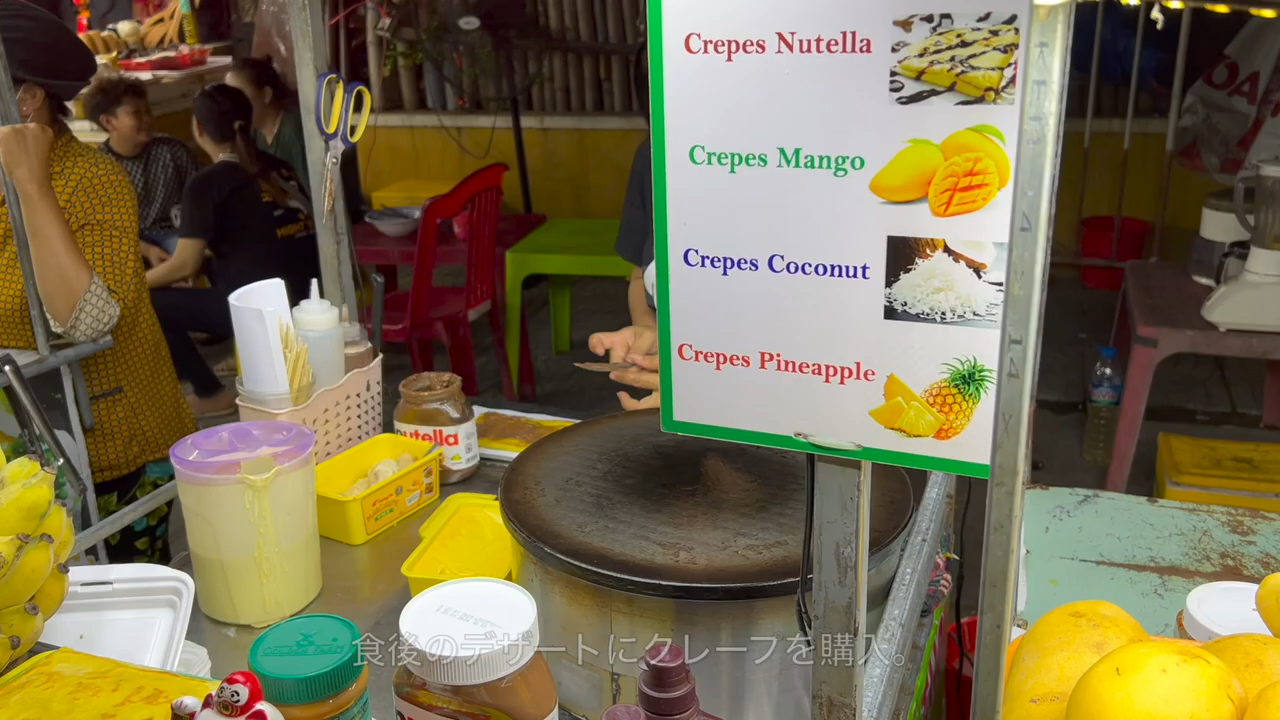 Crepes Nutella
Crepes Mango
Crepes Coconut
Crepes Pineapple
nutella
食後のデザートにクレープを購入。